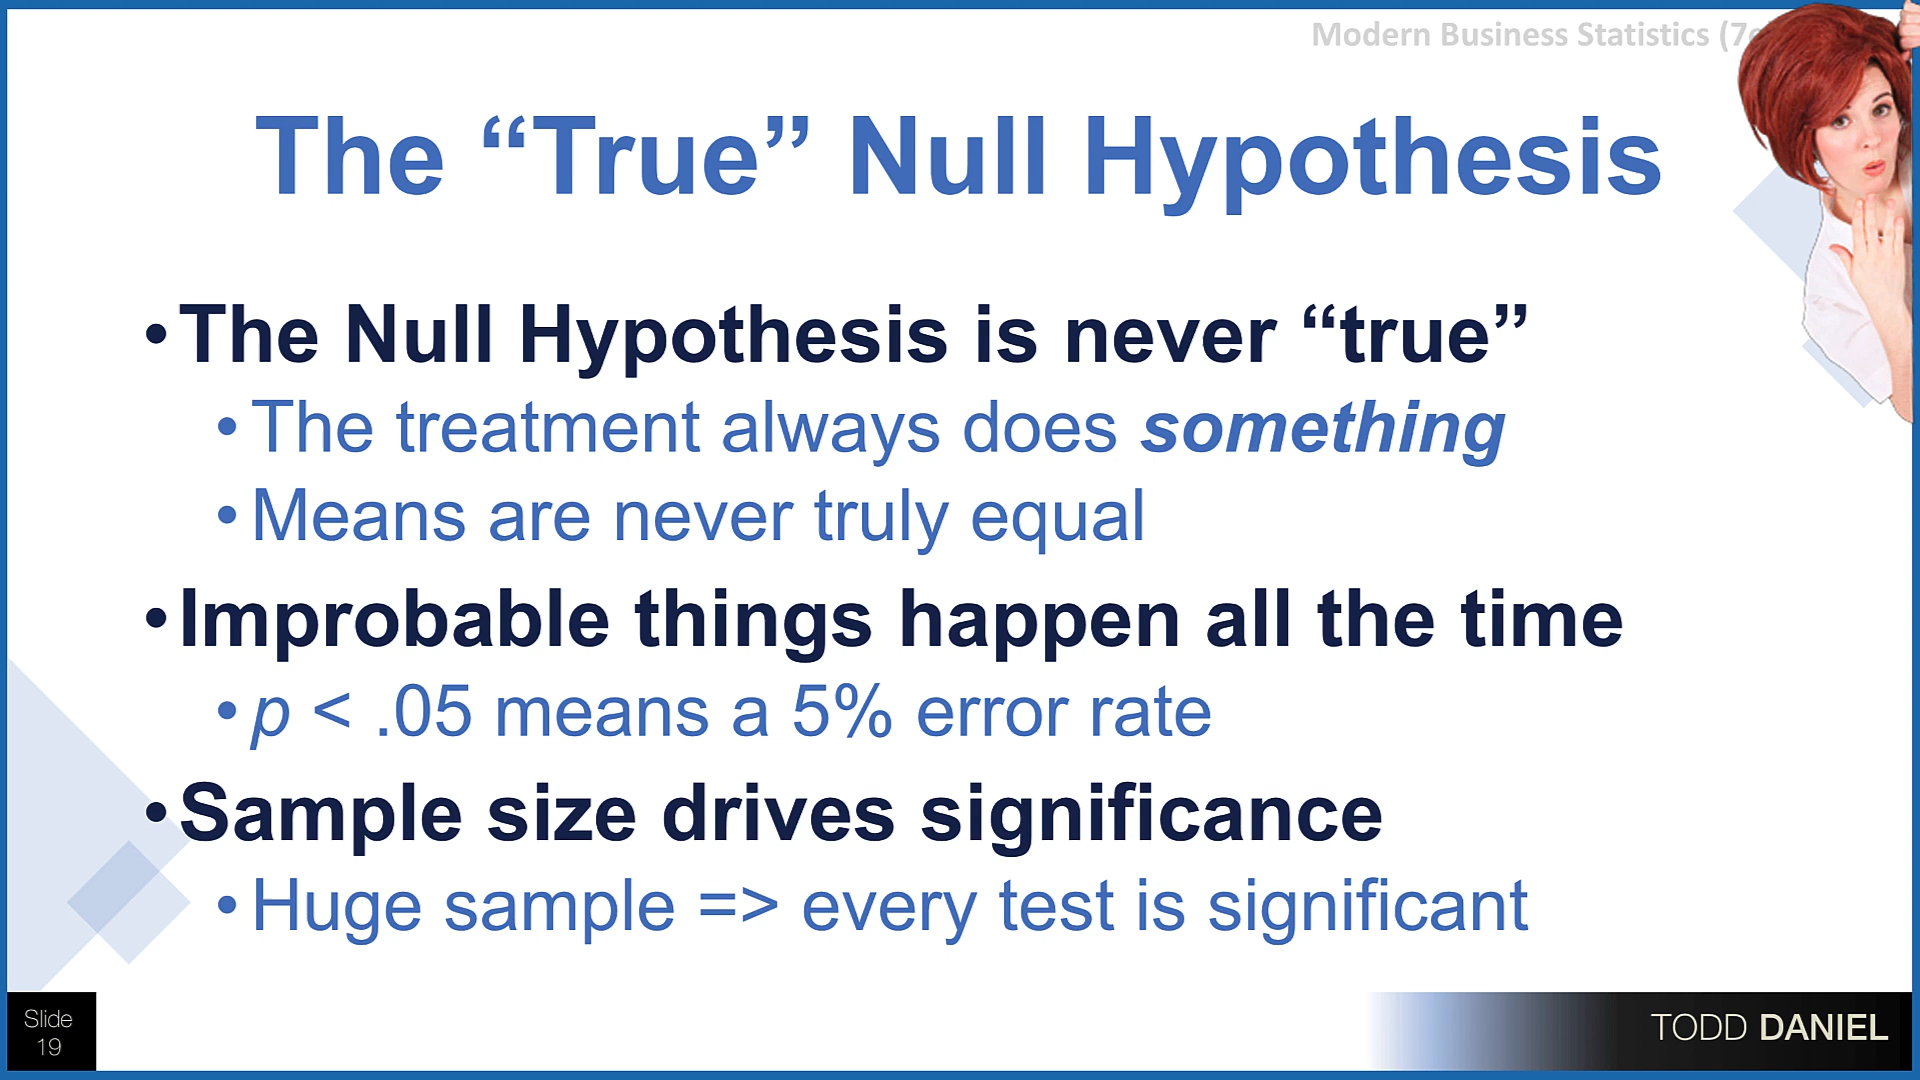 Modern Business Statistics (7e
The “True” Null Hypothesis
•The Null Hypothesis is never “true”
•The treatment always does something
•Means are never truly equal
•Improbable things happen all the time
•p < .05 means a 5% error rate
•Sample size drives significance
•Huge sample => every test is significant
Slide
19
TODD DANIEL